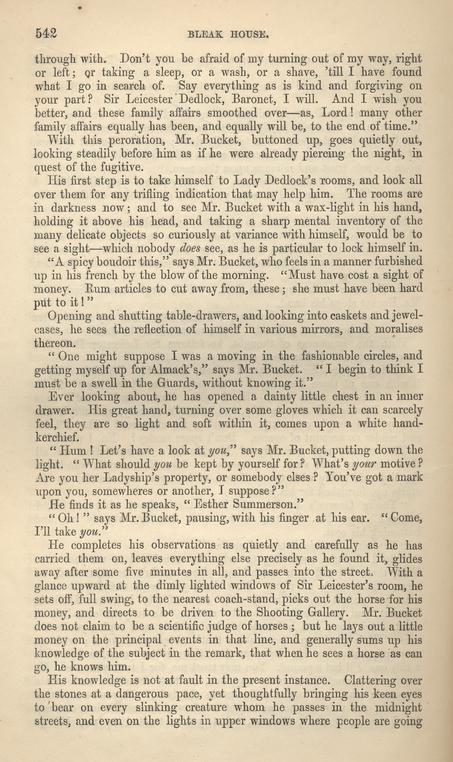 542 BLEAK HOUSE.
through with. Don't you be afraid of my turning out of my way, right
or left; or taking a sleep, or a wash, or a shave, 'till I have found
what I go in search of. Say everything as is kind and forgiving on
your part? Sir Leicester Dedlock, Baronet, I will. And I wish you
better, and these family affairs smoothed over—as, Lord! many other
family affairs equally has been, and equally will be, to the end of time."
With this peroration, Mr. Bucket, buttoned up, goes quietly out,
looking steadily before him as if he were already piercing the night, in
quest of the fugitive.
His first step is to take himself to Lady Dedlock's rooms, and look all
over them for any trifling indication that may help him. The rooms are
in darkness now; and to see Mr. Bucket with a wax-light in his hand,
holding it above his head, and taking a sharp mental inventory of the
many delicate objects so curiously at variance with himself, would be to
see a sight—which nobody does see, as he is particular to lock himself in.
"A spicy boudoir this," says Mr. Bucket, who feels in a manner furbished
up in his french by the blow of the morning. "Must have cost a sight of
money. Rum articles to cut away from, these; she must have been hard
put to it!"
Opening and shutting table-drawers, and looking into caskets and jewel-
cases, he sees the reflection of himself in various mirrors, and moralises
thereon.
"One might suppose I was a moving in the fashionable circles, and
getting myself up for Almack's," says Mr. Bucket. "I begin to think I
must be a swell in the Guards, without knowing it."
Ever looking about, he has opened a dainty little chest in an inner
drawer. His great hand, turning over some gloves which it can scarcely
feel, they are so light and soft within it, comes upon a white hand-
kerchief.
"Hum! Let's have a look at you," says Mr. Bucket, putting down the
light. "What should you be kept by yourself for? What's your motive?
Are you her Ladyship's property, or somebody elses? You've got a mark
upon you, somewheres or another, I suppose?"
He finds it as he speaks, "Esther Summerson."
"Oh!" says Mr. Bucket, pausing, with his finger at his ear. "Come,
I'll take you."
He completes his observations as quietly and carefully as he has
carried them on, leaves everything else precisely as he found it, glides
away after some five minutes in all, and passes into the street. With a
glance upward at the dimly lighted windows of Sir Leicester's room, he
sets off, full swing, to the nearest coach-stand, picks out the horse for his
money, and directs to be driven to the Shooting Gallery. Mr. Bucket
does not claim to be a scientific judge of horses; but he lays out a little
money on the principal events in that line, and generally sums up his
knowledge of the subject in the remark, that when he sees a horse as can
go, he knows him.
His knowledge is not at fault in the present instance. Clattering over
the stones at a dangerous pace, yet thoughtfully bringing his keen eyes
to bear on every slinking creature whom he passes in the midnight
streets, and even on the lights in upper windows where people are going